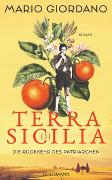 MARIO GIORDANO
ROMAN
TERRA
DI
SICILIA
DIE RÜCKKEHR DES PATRIARCHEN
GOLDMANN